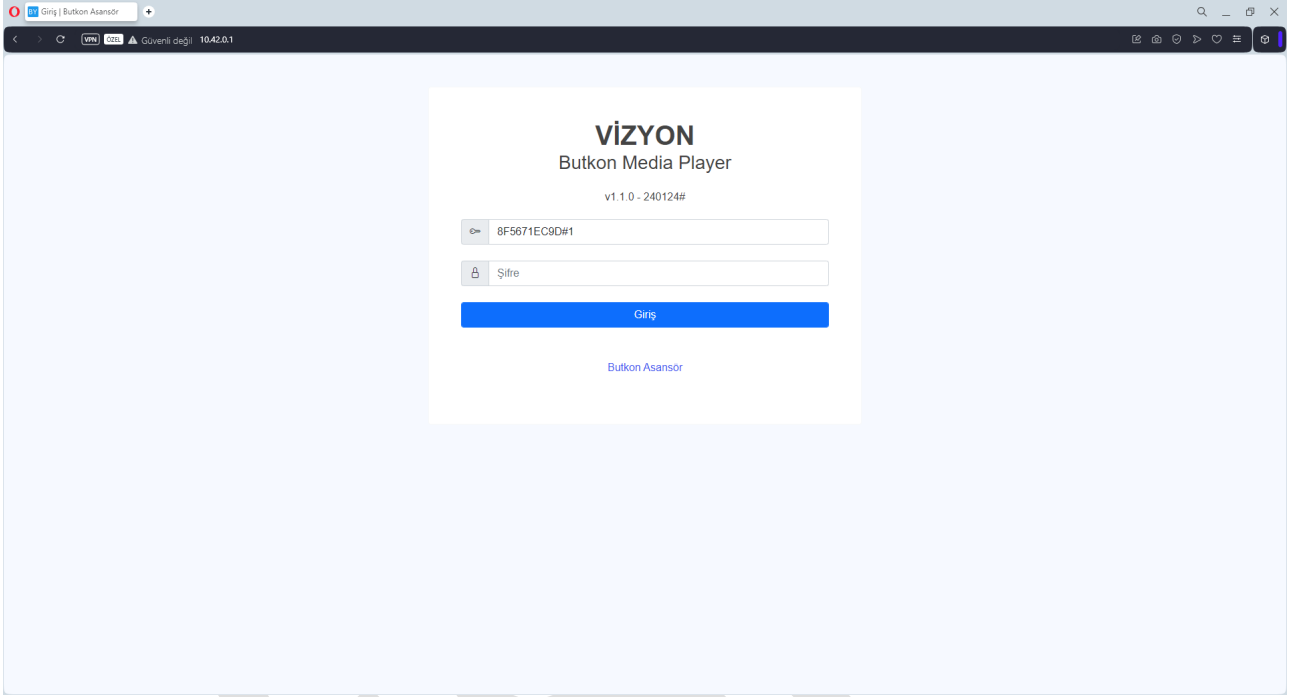 BY Giriş | Butkon Asansör
VPN ÖZEL Güvenli değil 10.42.0.1
VİZYON
Butkon Media Player
v1.1.0 - 240124#
8F5671EC9D#1
Şifre
Giriş
Butkon Asansör